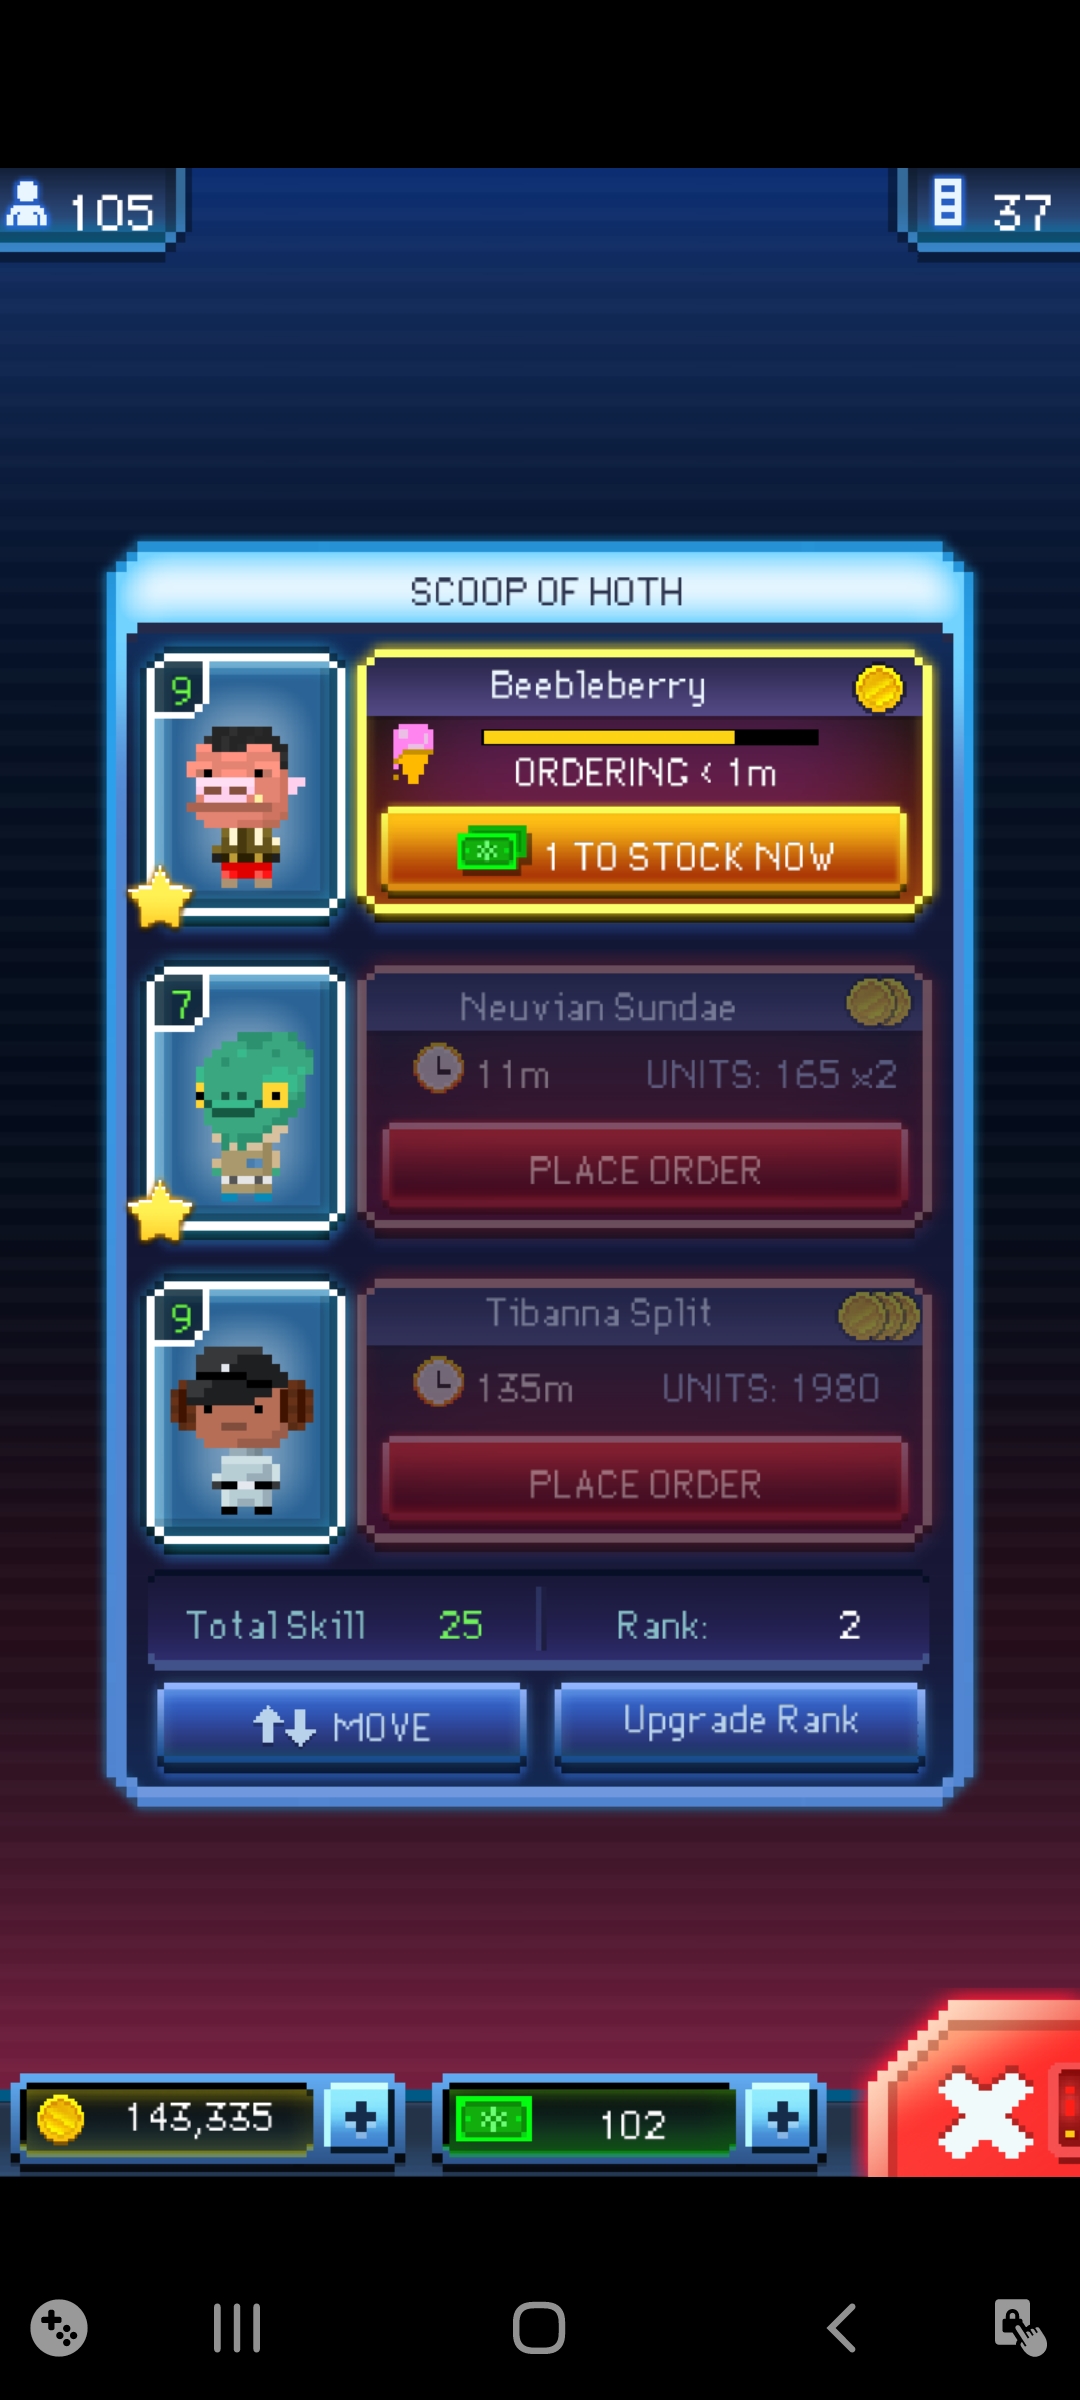 105
37
SCOOP OF HOTH
9
Beebleberry
ORDERING < 1m
1 TO STOCK NOW
7
Neuvian Sundae
11m UNITS: 165 x2
PLACE ORDER
9
Tibanna Split
135m UNITS: 1980
PLACE ORDER
Total Skill 25 Rank: 2
MOVE Upgrade Rank
143,335
102